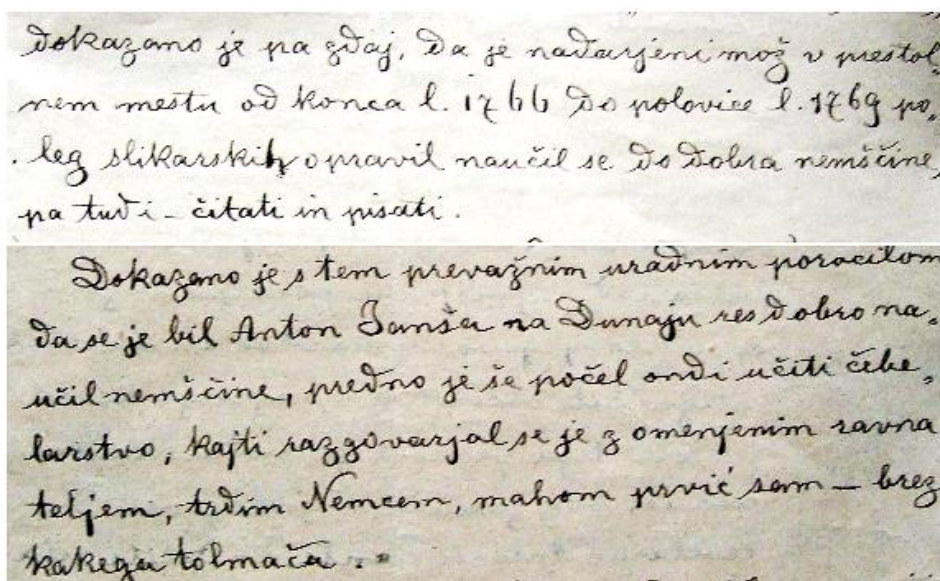 dokazano je pa zdaj, da je nadarjeni mož v prestol„
nem mestu od konca l. 1766 do polovice l. 1769 po„
leg slikarskih opravil naučil se do dobra nemščine,
pa tudi – čitati in pisati.
Dokazano je s tem prevažnim uradnim poročilom
da se je bil Anton Janša na Dunaju res dobro na„
učil nemščine, predno je še počel ondi učiti čebe„
larstvo, kajti razgovarjal se je z omenjenim ravna
teljem, trdim Nemcem, mahom prvič sam – brez
kakega tolmača.